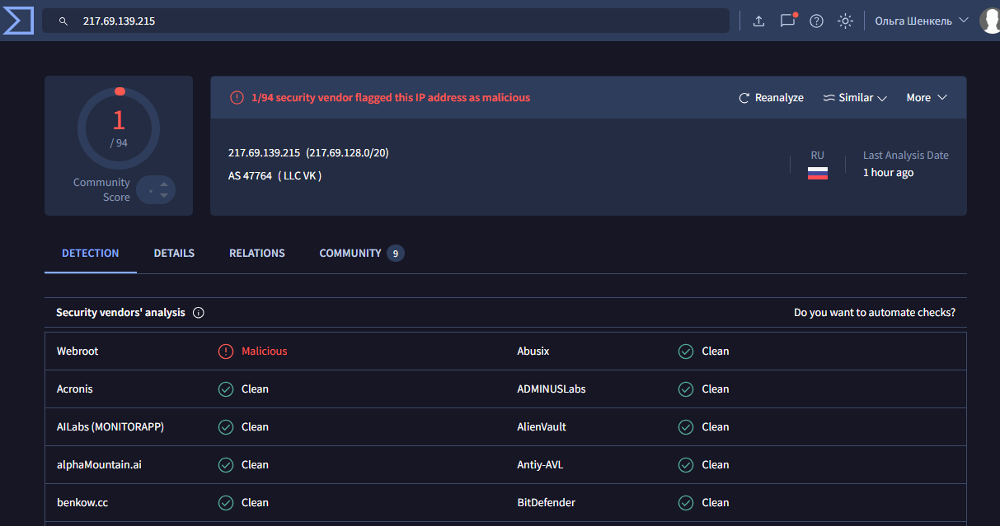 217.69.139.215
Ольга Шенкель
1
/ 94
Community
Score
1/94 security vendor flagged this IP address as malicious
Reanalyze
Similar
More
217.69.139.215 (217.69.128.0/20)
AS 47764 ( LLC VK )
RU
Last Analysis Date
1 hour ago
DETECTION
DETAILS
RELATIONS
COMMUNITY 9
Security vendors' analysis
Do you want to automate checks?
Webroot Malicious Abusix Clean
Acronis Clean ADMINUSLabs Clean
AILabs (MONITORAPP) Clean AlienVault Clean
alphaMountain.ai Clean Antiy-AVL Clean
benkow.cc Clean BitDefender Clean